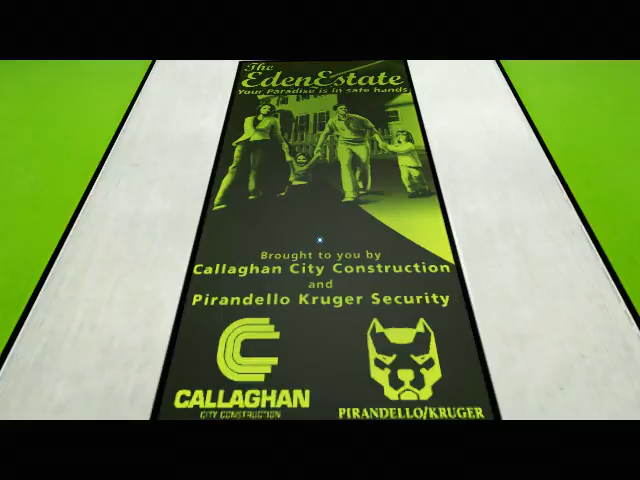 The
EdenEstate
Your Paradise is in safe hands
Brought to you by
Callaghan City Construction
and
Pirandello Kruger Security
CALLAGHAN
CITY CONSTRUCTION
PIRANDELLO/KRUGER